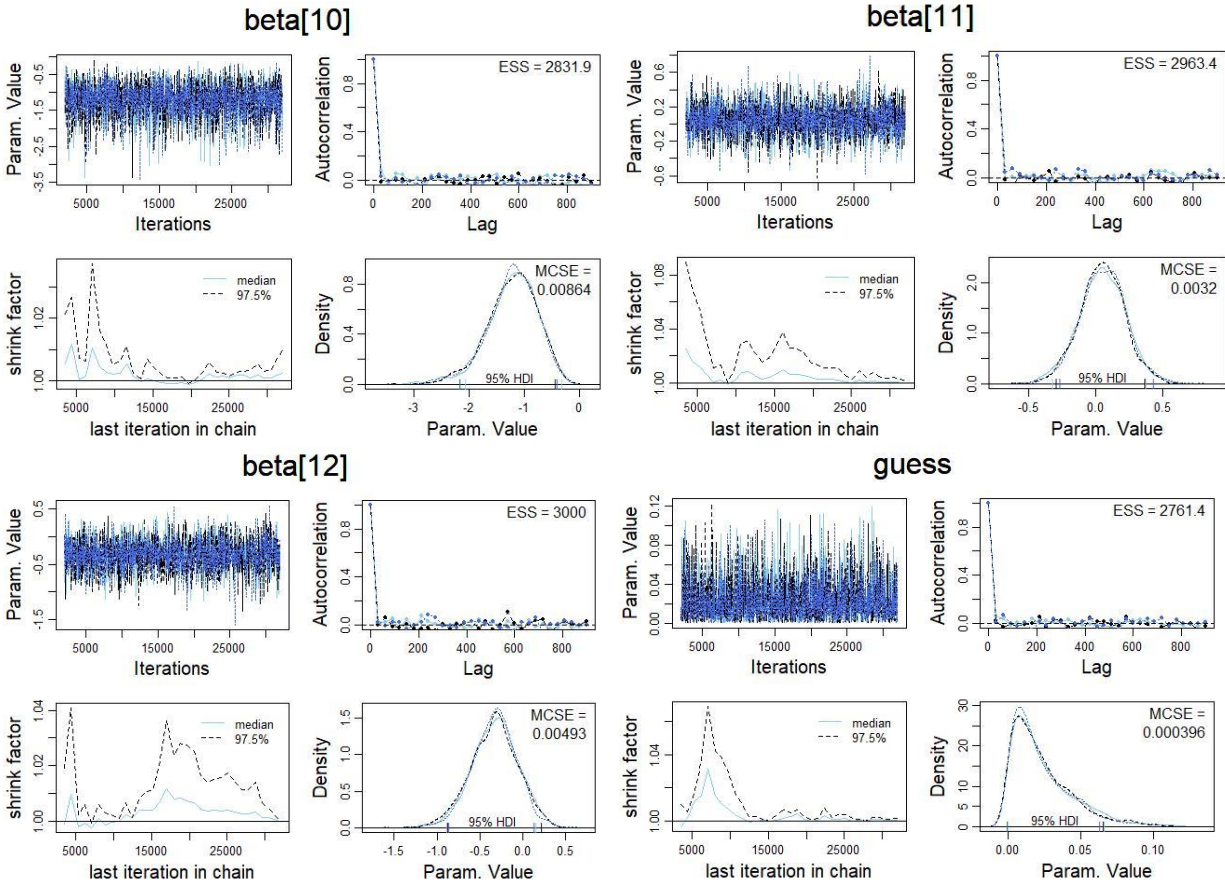 beta[10]
Param. Value
-0.5
-1.5
-2.5
-3.5
5000
15000
25000
Iterations
Autocorrelation
0.8
0.4
0.0
ESS = 2831.9
0
200
400
600
800
Lag
shrink factor
1.02
1.00
median
97.5%
5000
15000
25000
last iteration in chain
Density
0.8
0.4
0.0
MCSE =
0.00864
95% HDI
-3
-2
-1
0
Param. Value
beta[11]
Param. Value
0.6
0.2
-0.2
-0.6
5000
15000
25000
Iterations
Autocorrelation
0.8
0.4
0.0
ESS = 2963.4
0
200
400
600
800
Lag
shrink factor
1.08
1.04
1.00
median
97.5%
5000
15000
25000
last iteration in chain
Density
2.0
1.0
0.0
MCSE =
0.0032
95% HDI
-0.5
0.0
0.5
Param. Value
beta[12]
Param. Value
0.5
-0.5
-1.5
5000
15000
25000
Iterations
Autocorrelation
0.8
0.4
0.0
ESS = 3000
0
200
400
600
800
Lag
shrink factor
1.04
1.02
1.00
median
97.5%
5000
15000
25000
last iteration in chain
Density
1.5
1.0
0.5
0.0
MCSE =
0.00493
95% HDI
-1.5
-1.0
-0.5
0.0
0.5
Param. Value
guess
Param. Value
0.12
0.08
0.04
0.00
5000
15000
25000
Iterations
Autocorrelation
0.8
0.4
0.0
ESS = 2761.4
0
200
400
600
800
Lag
shrink factor
1.04
1.00
median
97.5%
5000
15000
25000
last iteration in chain
Density
30
20
10
5
0
MCSE =
0.000396
95% HDI
0.00
0.05
0.10
Param. Value